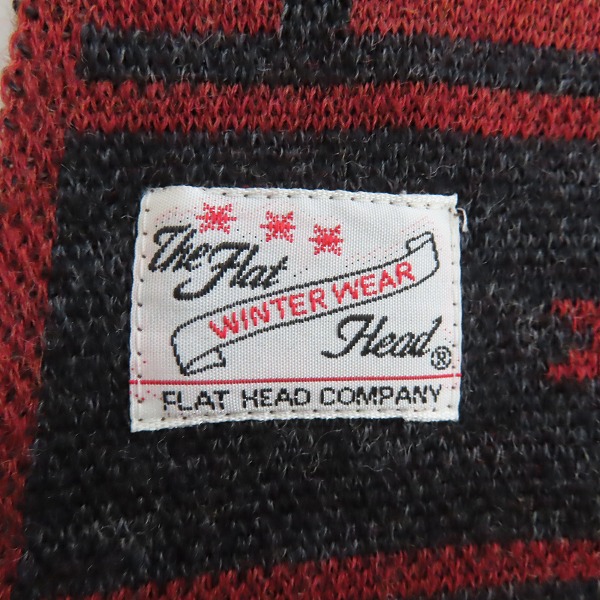 The Flat
WINTER WEAR
Head®
FLAT HEAD COMPANY